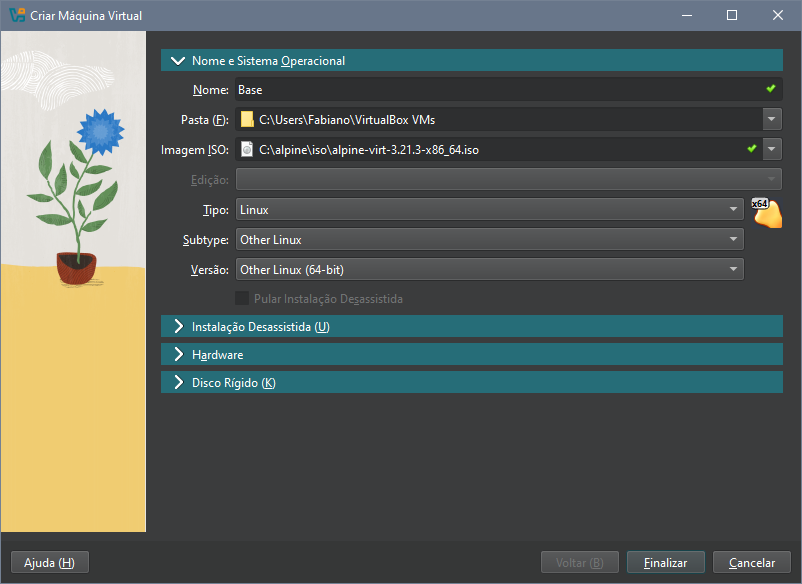 Criar Máquina Virtual
Nome e Sistema Operacional
Nome: Base
Pasta (F): C:\Users\Fabiano\VirtualBox VMs
Imagem ISO: C:\alpine\iso\alpine-virt-3.21.3-x86_64.iso
Edição:
Tipo: Linux x64
Subtype: Other Linux
Versão: Other Linux (64-bit)
Pular Instalação Desassistida
Instalação Desassistida (U)
Hardware
Disco Rígido (K)
Ajuda (H) Voltar (B) Finalizar Cancelar